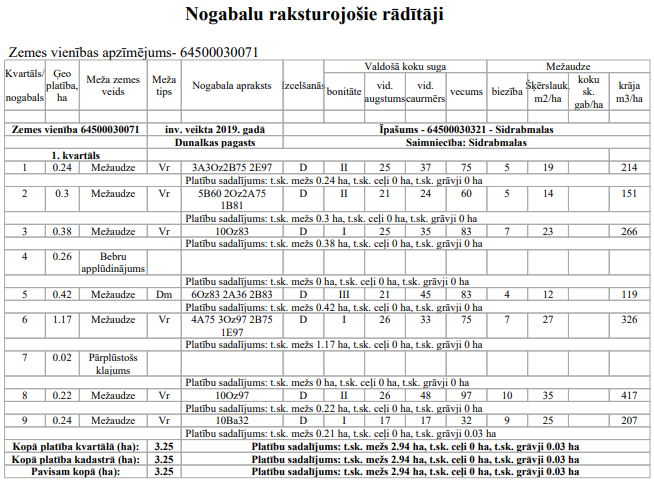 Nogabalu raksturojošie rādītāji
Zemes vienības apzīmējums- 64500030071
Kvartāls/ nogabals Ģeo platība, ha Meža zemes veids Meža tips Nogabala apraksts Izcelšanās Valdošā koku suga Mežaudze
bonitāte vid. augstums vid. caurmērs vecums biezība Šķērslauk. m2/ha koku sk. gab/ha krāja m3/ha
Zemes vienība 64500030071 inv. veikta 2019. gadā Īpašums - 64500030321 - Sidrabmalas
Dunalkas pagasts Saimniecība: Sidrabmalas
1. kvartāls
1 0.24 Mežaudze Vr 3A3Oz2B75 2E97 D II 25 37 75 5 19 214
Platību sadalījums: t.sk. mežs 0.24 ha, t.sk. ceļi 0 ha, t.sk. grāvji 0 ha
2 0.3 Mežaudze Vr 5B60 2Oz2A75 D II 21 24 60 5 14 151
1B81
Platību sadalījums: t.sk. mežs 0.3 ha, t.sk. ceļi 0 ha, t.sk. grāvji 0 ha
3 0.38 Mežaudze Vr 10Oz83 D I 25 35 83 7 23 266
Platību sadalījums: t.sk. mežs 0.38 ha, t.sk. ceļi 0 ha, t.sk. grāvji 0 ha
4 0.26 Bebru
applūdinājums
Platību sadalījums: t.sk. mežs 0 ha, t.sk. ceļi 0 ha, t.sk. grāvji 0 ha
5 0.42 Mežaudze Dm 6Oz83 2A36 2B83 D III 21 45 83 4 12 119
Platību sadalījums: t.sk. mežs 0.42 ha, t.sk. ceļi 0 ha, t.sk. grāvji 0 ha
6 1.17 Mežaudze Vr 4A75 3Oz97 2B75 D I 26 33 75 7 27 326
1E97
Platību sadalījums: t.sk. mežs 1.17 ha, t.sk. ceļi 0 ha, t.sk. grāvji 0 ha
7 0.02 Pārplūstošs
klajums
Platību sadalījums: t.sk. mežs 0 ha, t.sk. ceļi 0 ha, t.sk. grāvji 0 ha
8 0.22 Mežaudze Vr 10Oz97 D II 26 48 97 10 35 417
Platību sadalījums: t.sk. mežs 0.22 ha, t.sk. ceļi 0 ha, t.sk. grāvji 0 ha
9 0.24 Mežaudze Vr 10Ba32 D I 17 17 32 9 25 207
Platību sadalījums: t.sk. mežs 0.21 ha, t.sk. ceļi 0 ha, t.sk. grāvji 0.03 ha
Kopā platība kvartālā (ha): 3.25 Platību sadalījums: t.sk. mežs 2.94 ha, t.sk. ceļi 0 ha, t.sk. grāvji 0.03 ha
Kopā platība kadastrā (ha): 3.25 Platību sadalījums: t.sk. mežs 2.94 ha, t.sk. ceļi 0 ha, t.sk. grāvji 0.03 ha
Pavisam kopā (ha): 3.25 Platību sadalījums: t.sk. mežs 2.94 ha, t.sk. ceļi 0 ha, t.sk. grāvji 0.03 ha